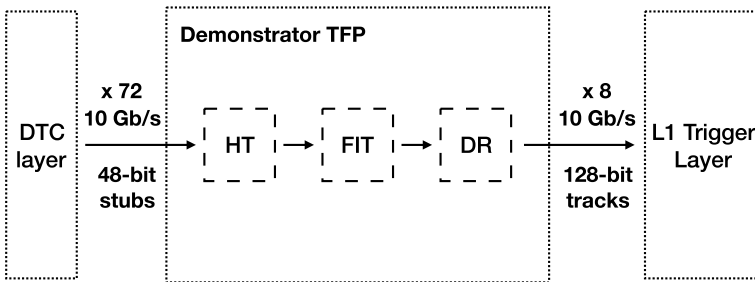 Demonstrator TFP
DTC
layer
x 72
10 Gb/s
48-bit
stubs
HT
FIT
DR
x 8
10 Gb/s
128-bit
tracks
L1 Trigger
Layer